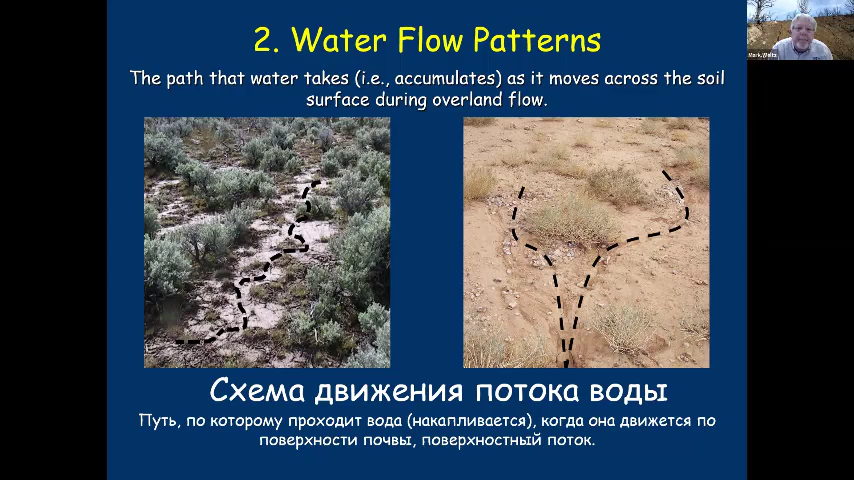 2. Water Flow Patterns
The path that water takes (i.e., accumulates) as it moves across the soil
surface during overland flow.
Схема движения потока воды
Путь, по которому проходит вода (накапливается), когда она движется по
поверхности почвы, поверхностный поток.
Mark.Weltz